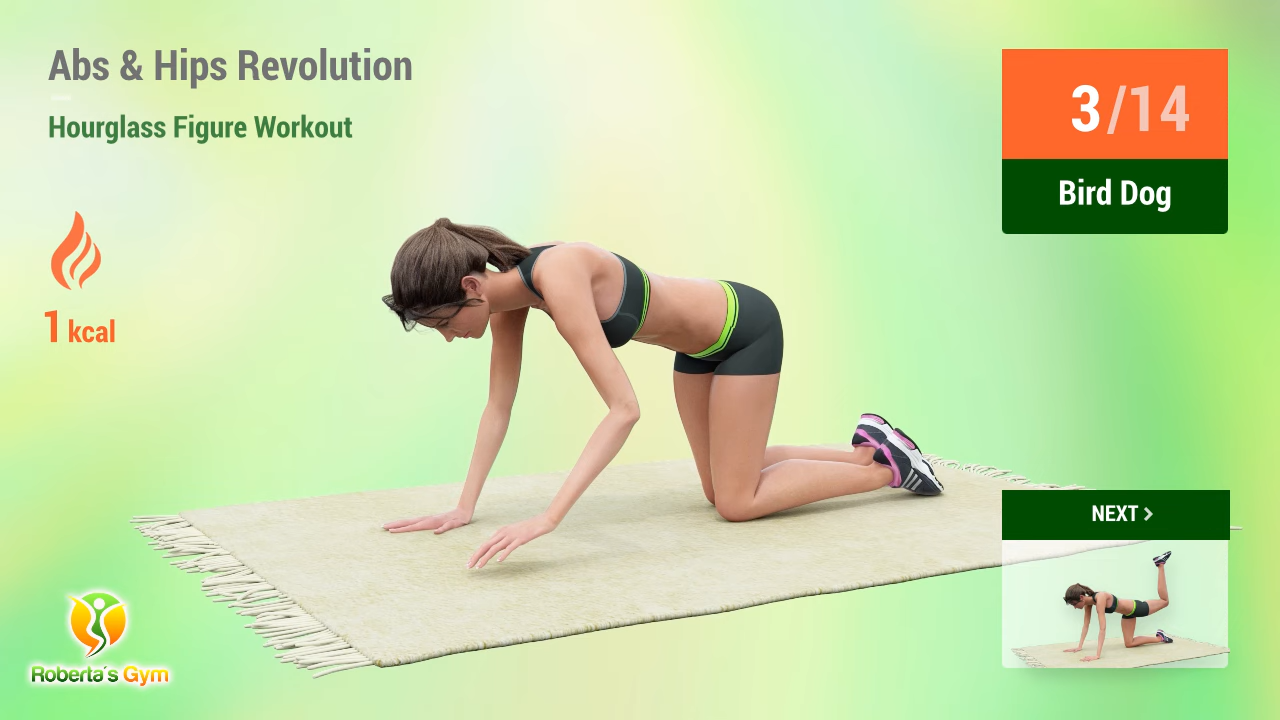 Abs & Hips Revolution
Hourglass Figure Workout
3/14
Bird Dog
1 kcal
NEXT >
Roberta´s Gym